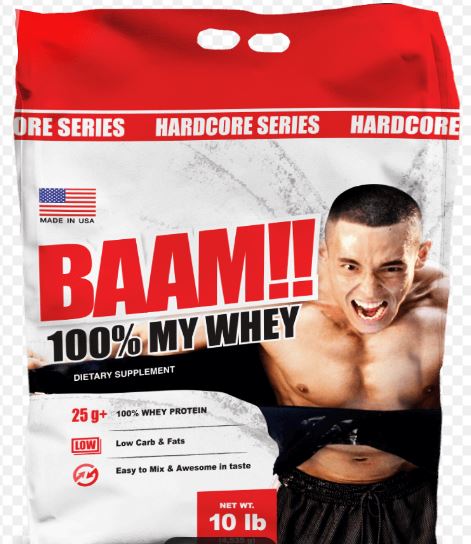 ORE SERIES HARDCORE SERIES HARDCORE
MADE IN USA
BAAM!!
100% MY WHEY
DIETARY SUPPLEMENT
25 g+ 100% WHEY PROTEIN
LOW Low Carb & Fats
Easy to Mix & Awesome in taste
NET WT.
10 lb